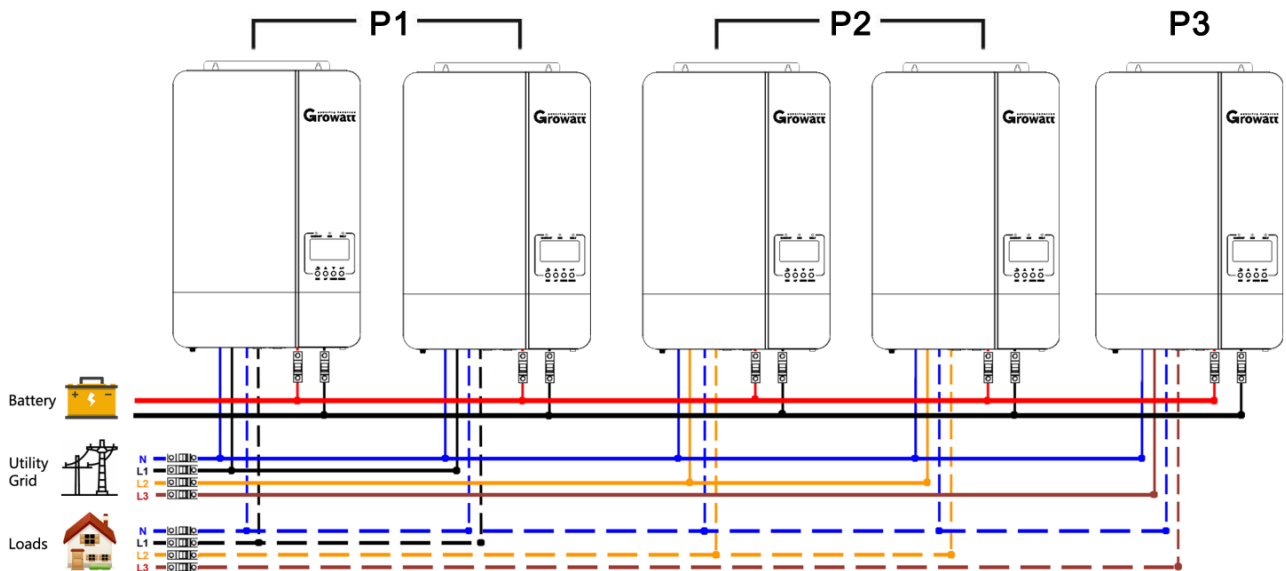 P1
P2
P3
Growatt
Growatt
Growatt
Growatt
Growatt
Battery
+
−
Utility
Grid
N
L1
L2
L3
Loads
N
L1
L2
L3